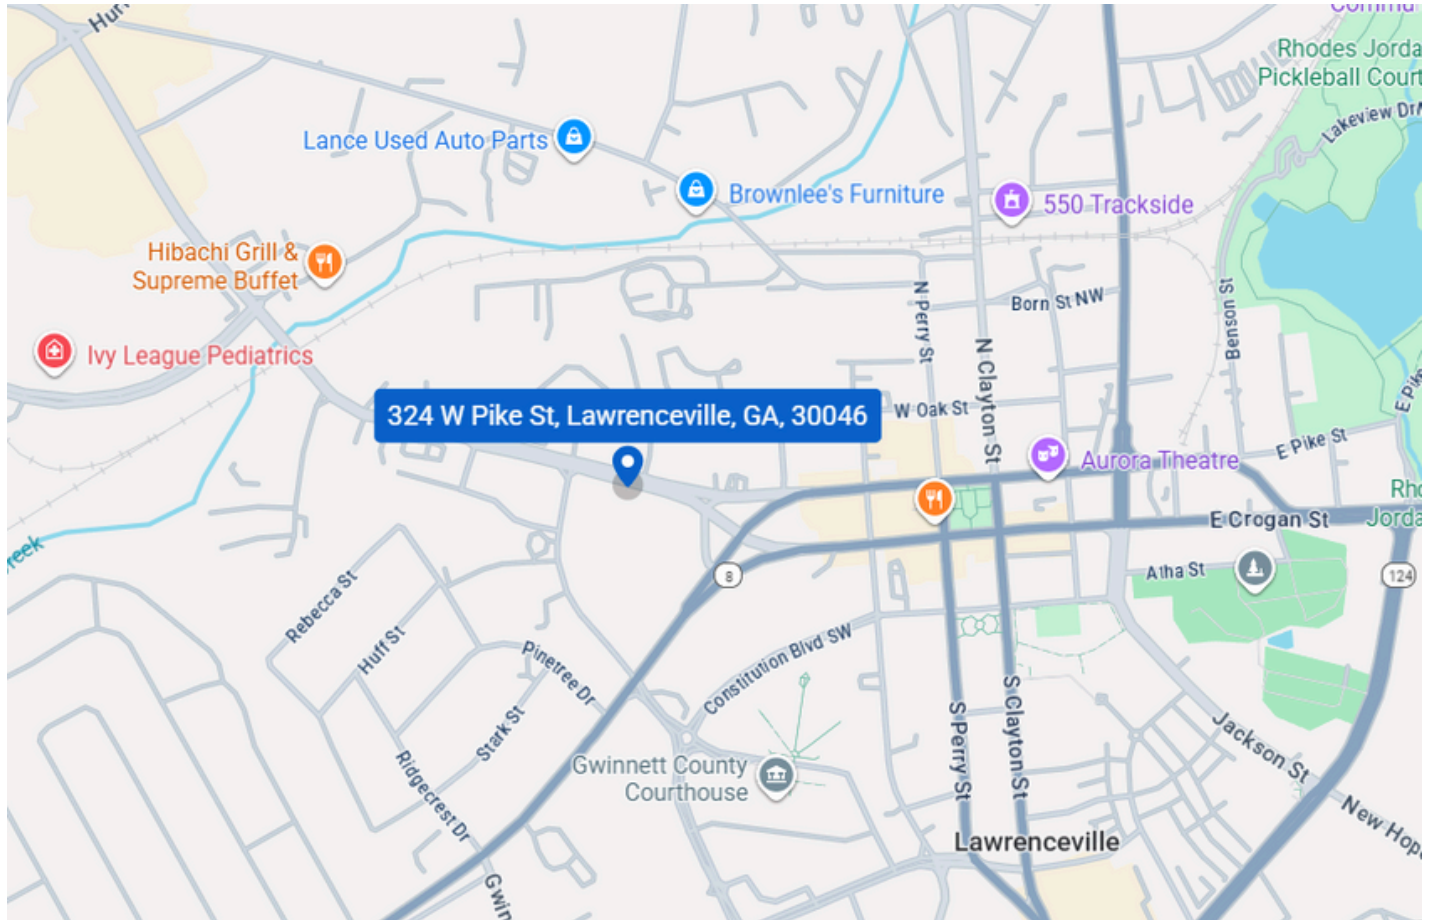 Commu
Hur
Rhodes Jorda
Pickleball Court
Lakeview Dr
Lance Used Auto Parts
Brownlee's Furniture
550 Trackside
Hibachi Grill &
Supreme Buffet
N Perry St
Born St NW
Benson St
Ivy League Pediatrics
N Clayton St
324 W Pike St, Lawrenceville, GA, 30046
W Oak St
E Pike
E Pike St
Aurora Theatre
Rho
Jorda
E Crogan St
reek
8
Atha St
124
Rebecca St
Huff St
Pinetree Dr
Constitution Blvd SW
Stark St
S Perry St
S Clayton St
Jackson St
Ridgecrest Dr
Gwinnett County
Courthouse
New Hop
Lawrenceville
Gwin